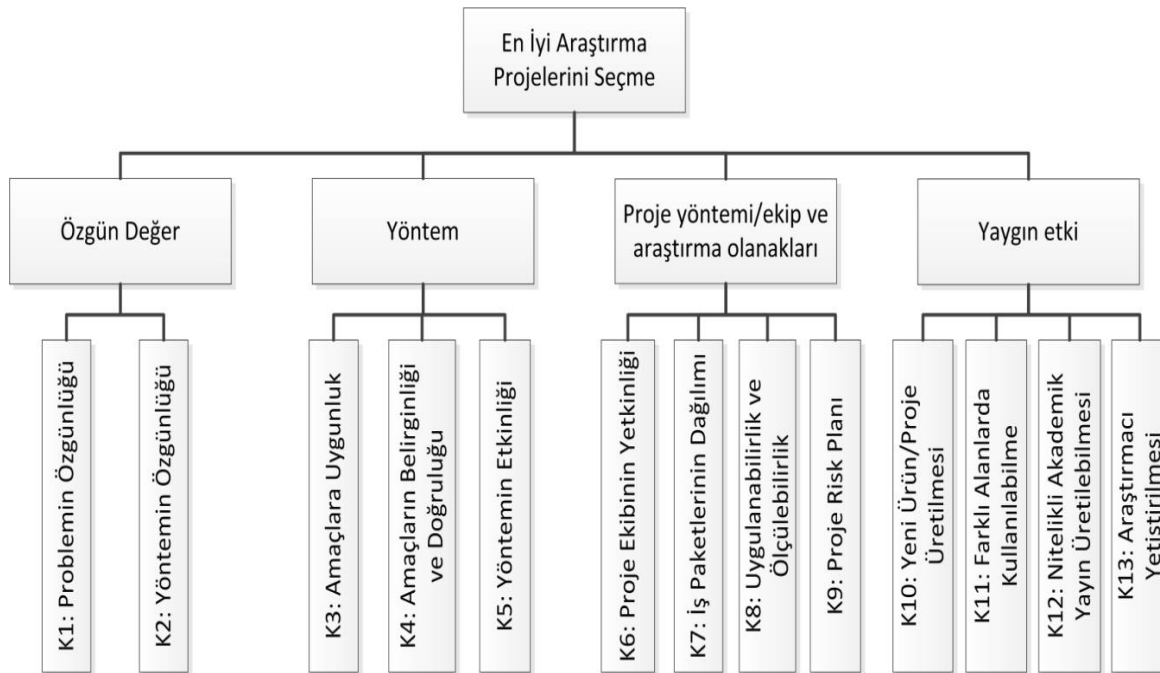 En İyi Araştırma
Projelerini Seçme
Özgün Değer
Yöntem
Proje yöntemi/ekip ve
araştırma olanakları
Yaygın etki
K1: Problemin Özgünlüğü
K2: Yöntemin Özgünlüğü
K3: Amaçlara Uygunluk
K4: Amaçların Belirginliği
ve Doğruluğu
K5: Yöntemin Etkinliği
K6: Proje Ekibinin Yetkinliği
K7: İş Paketlerinin Dağılımı
K8: Uygulanabilirlik ve
Ölçülebilirlik
K9: Proje Risk Planı
K10: Yeni Ürün/Proje
Üretilmesi
K11: Farklı Alanlarda
Kullanılabilme
K12: Nitelikli Akademik
Yayın Üretilebilmesi
K13: Araştırmacı
Yetiştirilmesi